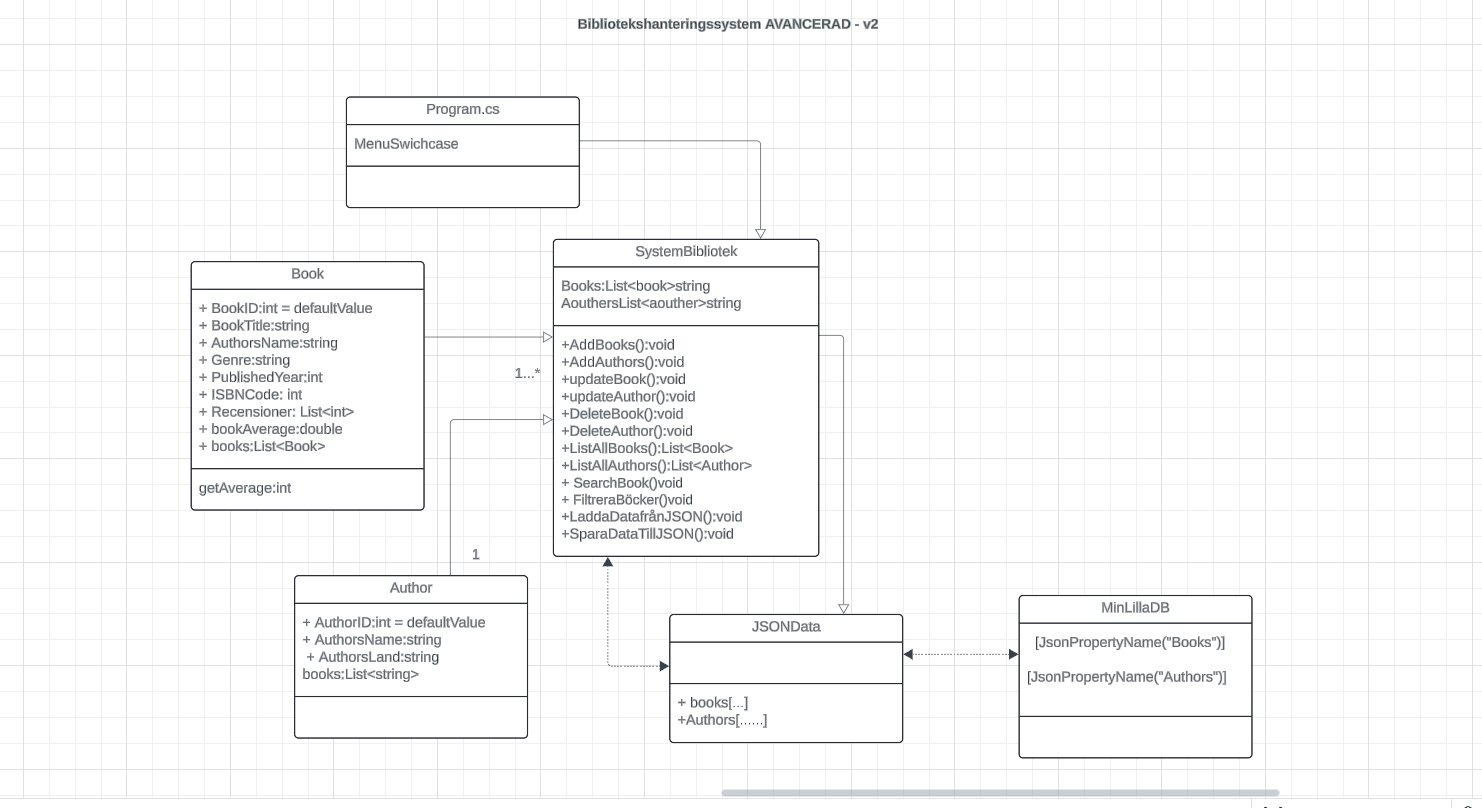 Bibliotekshanteringssystem AVANCERAD - v2
Program.cs
MenuSwichcase
SystemBibliotek
Books:List<book>string
AouthersList<aouther>string
+AddBooks():void
+AddAuthors():void
+updateBook():void
+updateAuthor():void
+DeleteBook():void
+DeleteAuthor():void
+ListAllBooks():List<Book>
+ListAllAuthors():List<Author>
+ SearchBook()void
+ FiltreraBöcker()void
+LaddaDatafrånJSON():void
+SparaDataTillJSON():void
Book
+ BookID:int = defaultValue
+ BookTitle:string
+ AuthorsName:string
+ Genre:string
+ PublishedYear:int
+ ISBNCode: int
+ Recensioner: List<int>
+ bookAverage:double
+ books:List<Book>
getAverage:int
1...*
1
Author
+ AuthorID:int = defaultValue
+ AuthorsName:string
+ AuthorsLand:string
books:List<string>
JSONData
+ books[...]
+Authors[......]
MinLillaDB
[JsonPropertyName("Books")]
[JsonPropertyName("Authors")]